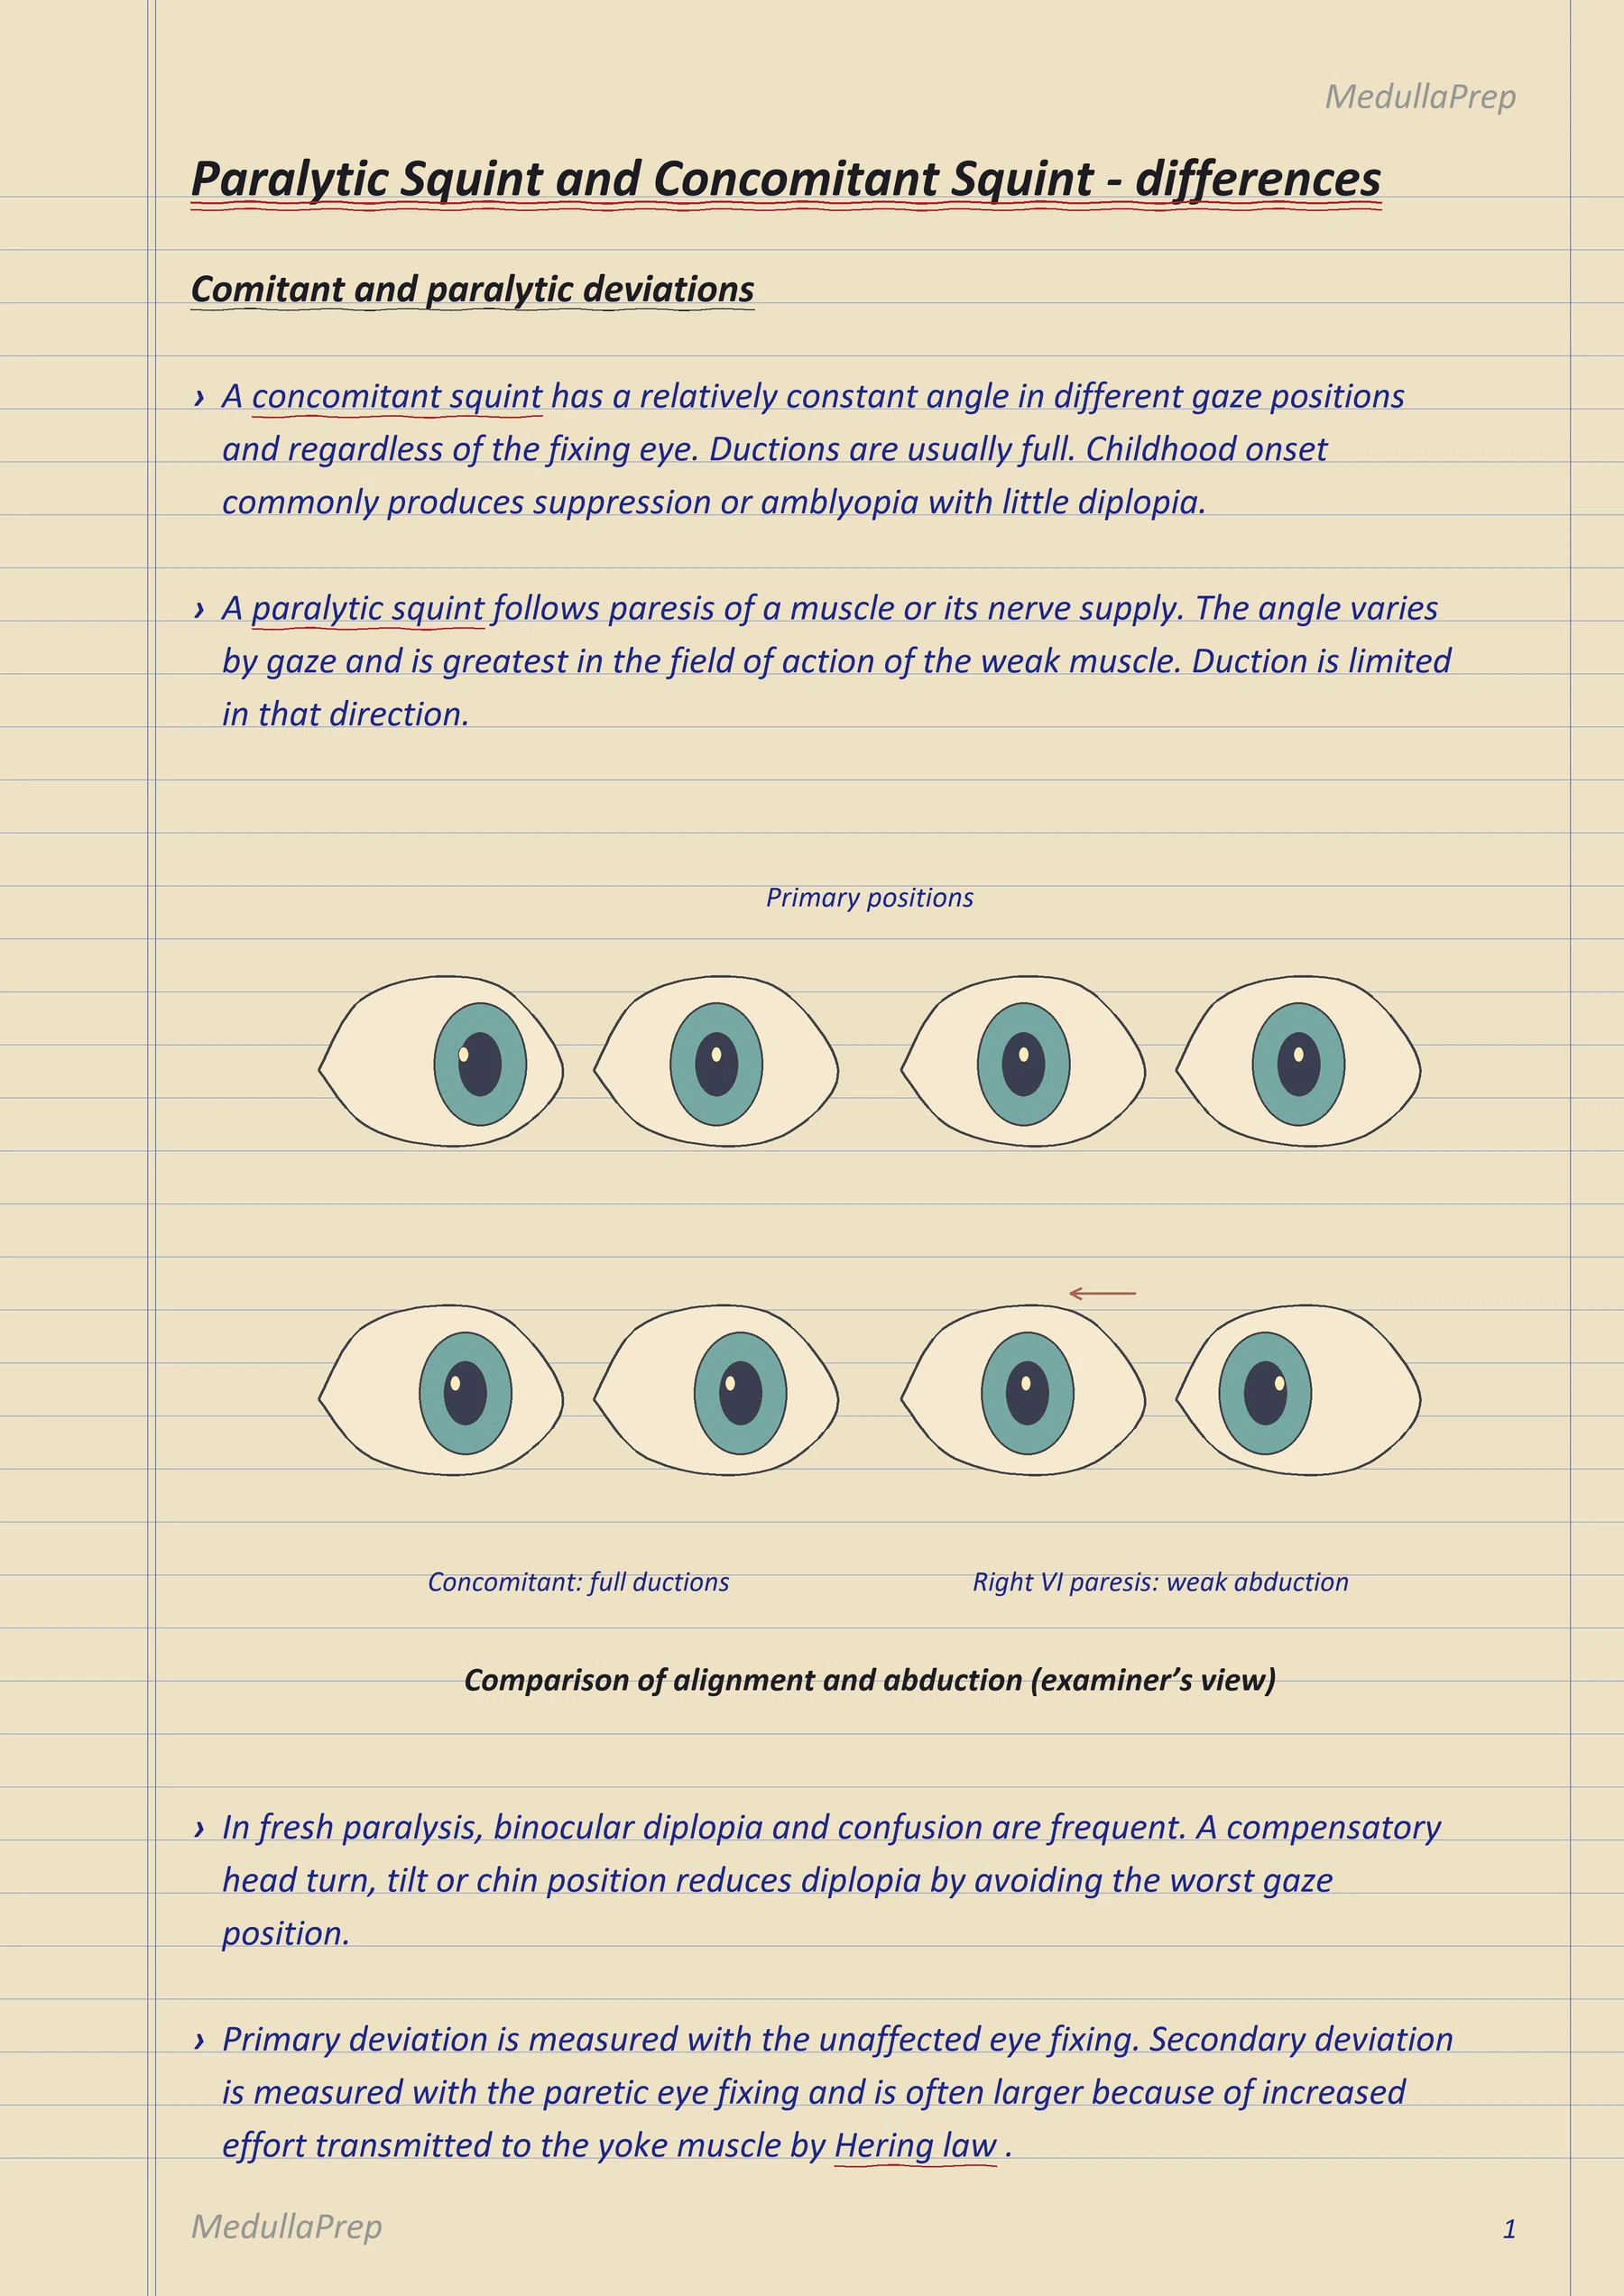 MedullaPrep
Paralytic Squint and Concomitant Squint - differences
Comitant and paralytic deviations
› A concomitant squint has a relatively constant angle in different gaze positions
and regardless of the fixing eye. Ductions are usually full. Childhood onset
commonly produces suppression or amblyopia with little diplopia.
› A paralytic squint follows paresis of a muscle or its nerve supply. The angle varies
by gaze and is greatest in the field of action of the weak muscle. Duction is limited
in that direction.
Primary positions
Concomitant: full ductions
Right VI paresis: weak abduction
Comparison of alignment and abduction (examiner’s view)
› In fresh paralysis, binocular diplopia and confusion are frequent. A compensatory
head turn, tilt or chin position reduces diplopia by avoiding the worst gaze
position.
› Primary deviation is measured with the unaffected eye fixing. Secondary deviation
is measured with the paretic eye fixing and is often larger because of increased
effort transmitted to the yoke muscle by Hering law .
MedullaPrep
1